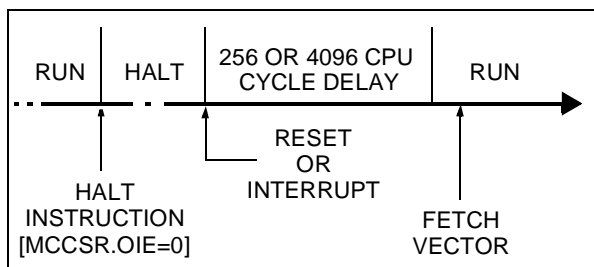 RUN
HALT
256 OR 4096 CPU
CYCLE DELAY
RUN
RESET
OR
INTERRUPT
HALT
INSTRUCTION
[MCCSR.OIE=0]
FETCH
VECTOR